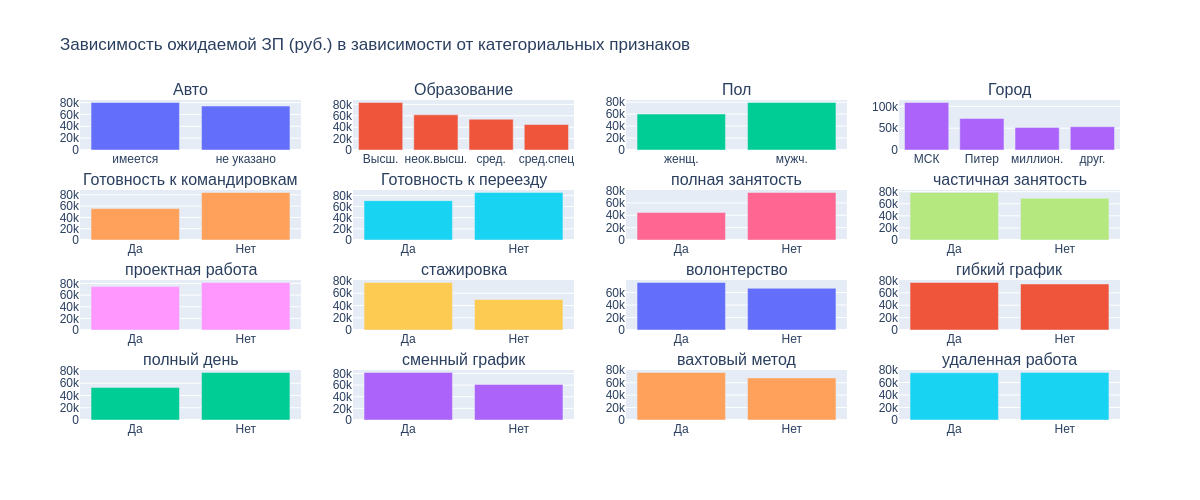 Зависимость ожидаемой ЗП (руб.) в зависимости от категориальных признаков
Авто
80k
60k
40k
20k
0
имеется не указано
Образование
80k
60k
40k
20k
0
Высш. неок.высш. сред. сред.спец
Пол
80k
60k
40k
20k
0
женщ. мужч.
Город
100k
50k
0
МСК Питер миллион. друг.
Готовность к командировкам
80k
60k
40k
20k
0
Да Нет
Готовность к переезду
80k
60k
40k
20k
0
Да Нет
полная занятость
80k
60k
40k
20k
0
Да Нет
частичная занятость
80k
60k
40k
20k
0
Да Нет
проектная работа
80k
60k
40k
20k
0
Да Нет
стажировка
80k
60k
40k
20k
0
Да Нет
волонтерство
60k
40k
20k
0
Да Нет
гибкий график
80k
60k
40k
20k
0
Да Нет
полный день
80k
60k
40k
20k
0
Да Нет
сменный график
80k
60k
40k
20k
0
Да Нет
вахтовый метод
80k
60k
40k
20k
0
Да Нет
удаленная работа
80k
60k
40k
20k
0
Да Нет